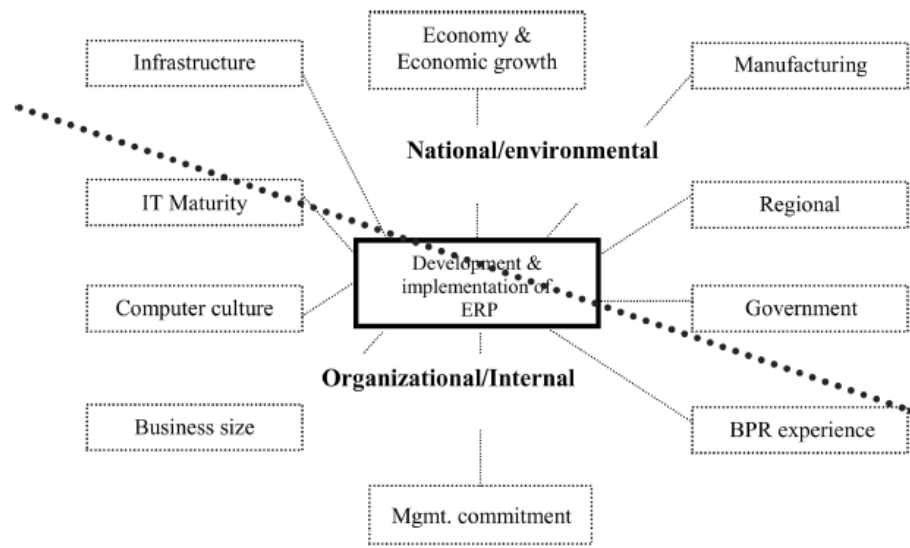 Economy &
Economic growth
Infrastructure
Manufacturing
National/environmental
IT Maturity
Regional
Development &
implementation of
ERP
Computer culture
Government
Organizational/Internal
Business size
BPR experience
Mgmt. commitment